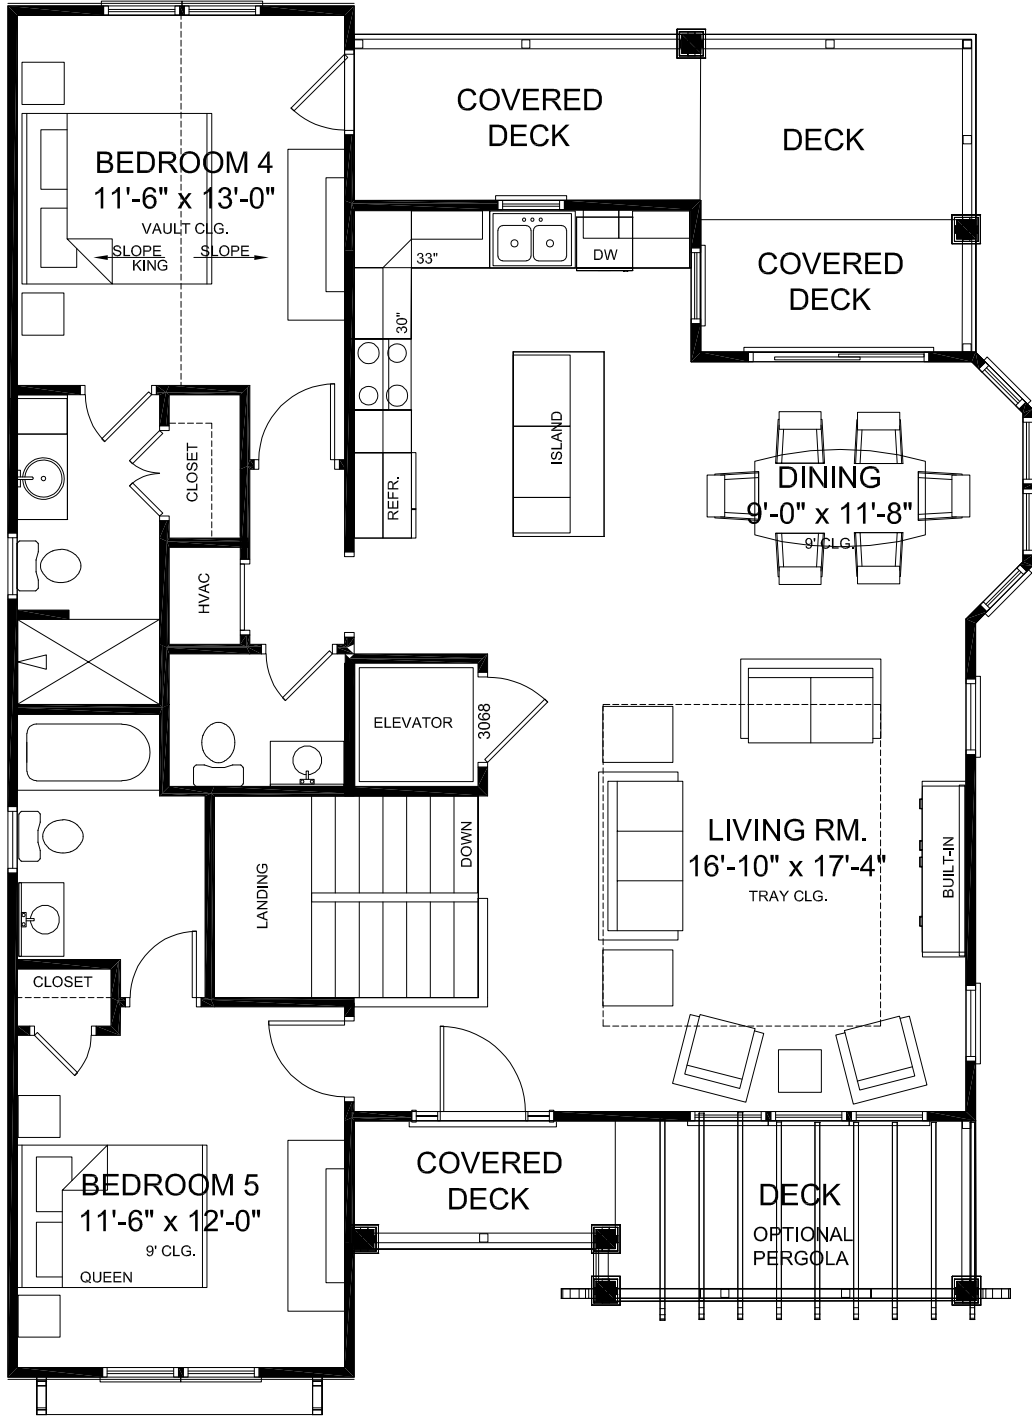 COVERED
DECK
DECK
BEDROOM 4
11'-6" x 13'-0"
VAULT CLG.
SLOPE
SLOPE
KING
33"
DW
COVERED
DECK
30"
ISLAND
CLOSET
REFR.
DINING
9'-0" x 11'-8"
9' CLG.
HVAC
ELEVATOR
3068
LIVING RM.
16'-10" x 17'-4"
TRAY CLG.
DOWN
LANDING
BUILT-IN
CLOSET
COVERED
DECK
BEDROOM 5
11'-6" x 12'-0"
9' CLG.
QUEEN
DECK
OPTIONAL
PERGOLA